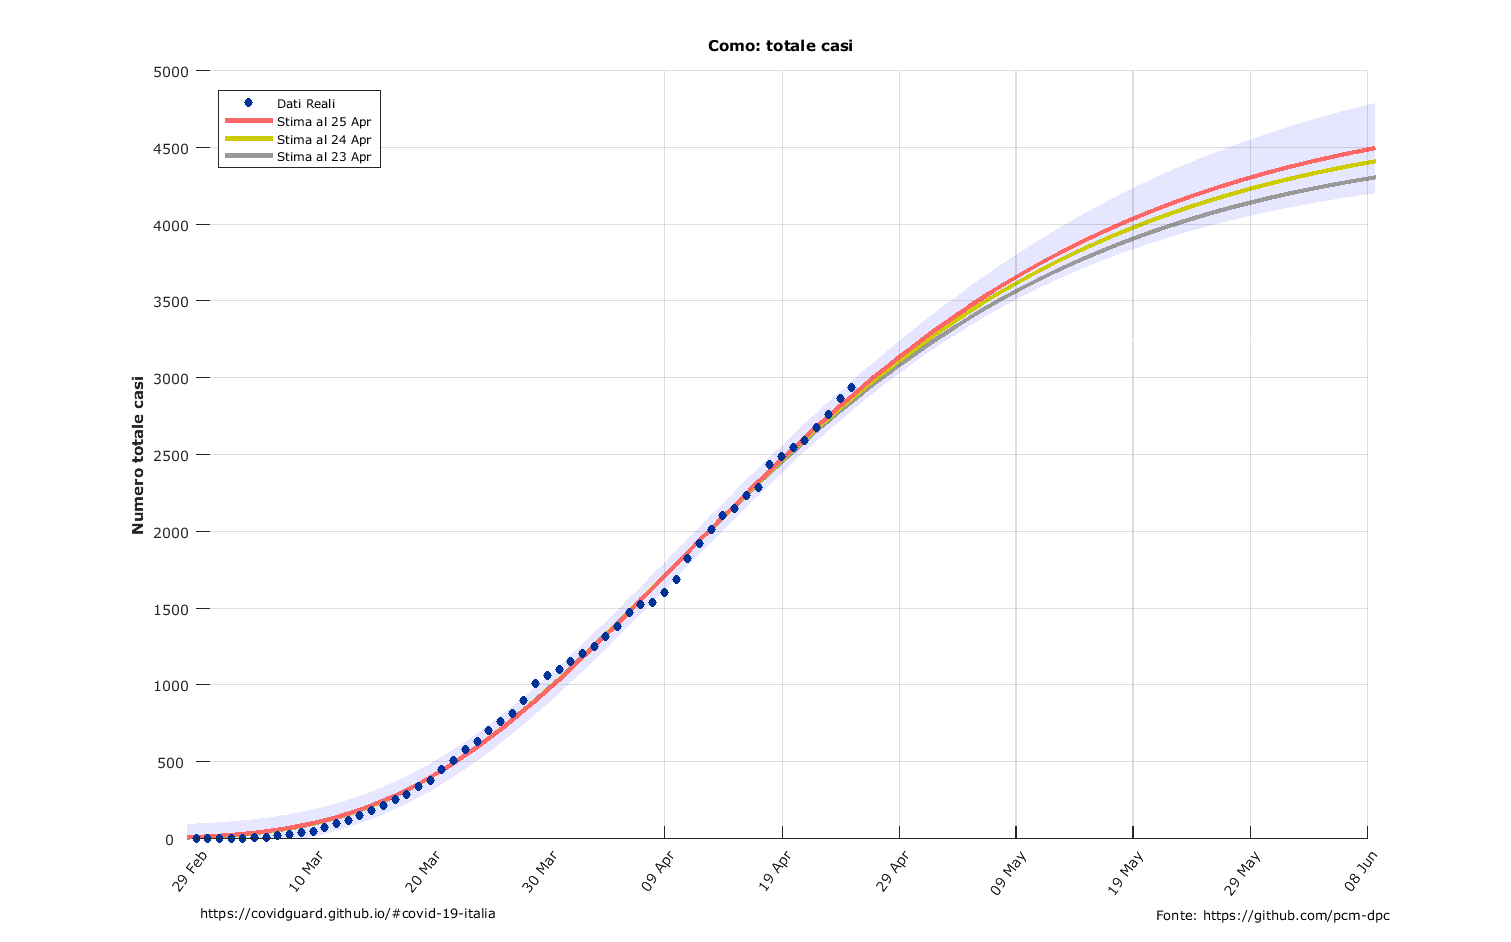 Como: totale casi
5000
4500
4000
3500
3000
2500
2000
1500
1000
500
0
Numero totale casi
Dati Reali
Stima al 25 Apr
Stima al 24 Apr
Stima al 23 Apr
29 Feb
10 Mar
20 Mar
30 Mar
09 Apr
19 Apr
29 Apr
09 May
19 May
29 May
08 Jun
https://covidguard.github.io/#covid-19-italia
Fonte: https://github.com/pcm-dpc